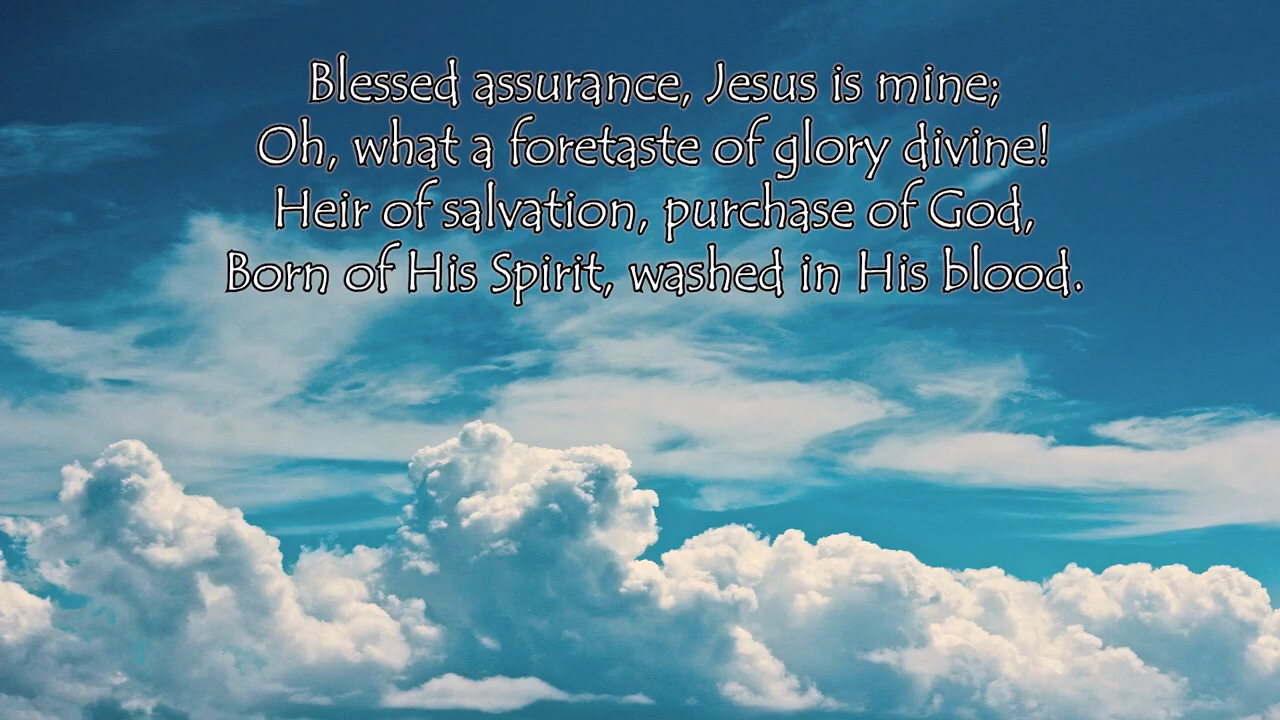 Blessed assurance, Jesus is mine;
Oh, what a foretaste of glory divine!
Heir of salvation, purchase of God,
Born of His Spirit, washed in His blood.